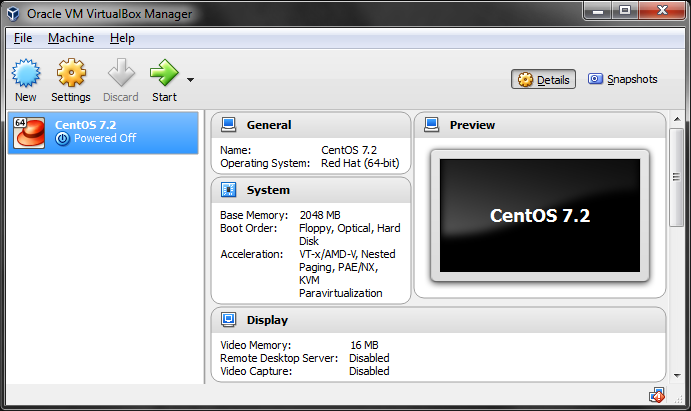 Oracle VM VirtualBox Manager
File Machine Help
New Settings Discard Start
Details Snapshots
64
CentOS 7.2
Powered Off
General
Name: CentOS 7.2
Operating System: Red Hat (64-bit)
System
Base Memory: 2048 MB
Boot Order: Floppy, Optical, Hard
Disk
Acceleration: VT-x/AMD-V, Nested
Paging, PAE/NX,
KVM
Paravirtualization
Preview
CentOS 7.2
Display
Video Memory: 16 MB
Remote Desktop Server: Disabled
Video Capture: Disabled